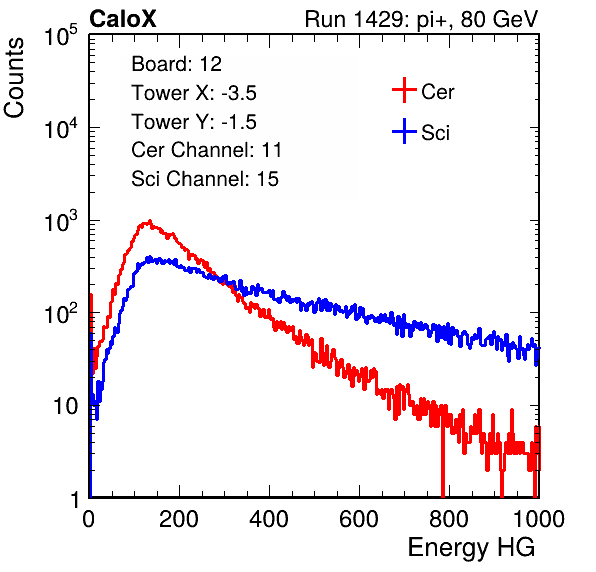 CaloX Run 1429: pi+, 80 GeV
Board: 12
Tower X: -3.5
Tower Y: -1.5
Cer Channel: 11
Sci Channel: 15
Cer
Sci
Counts
10^5
10^4
10^3
10^2
10
1
0 200 400 600 800 1000
Energy HG